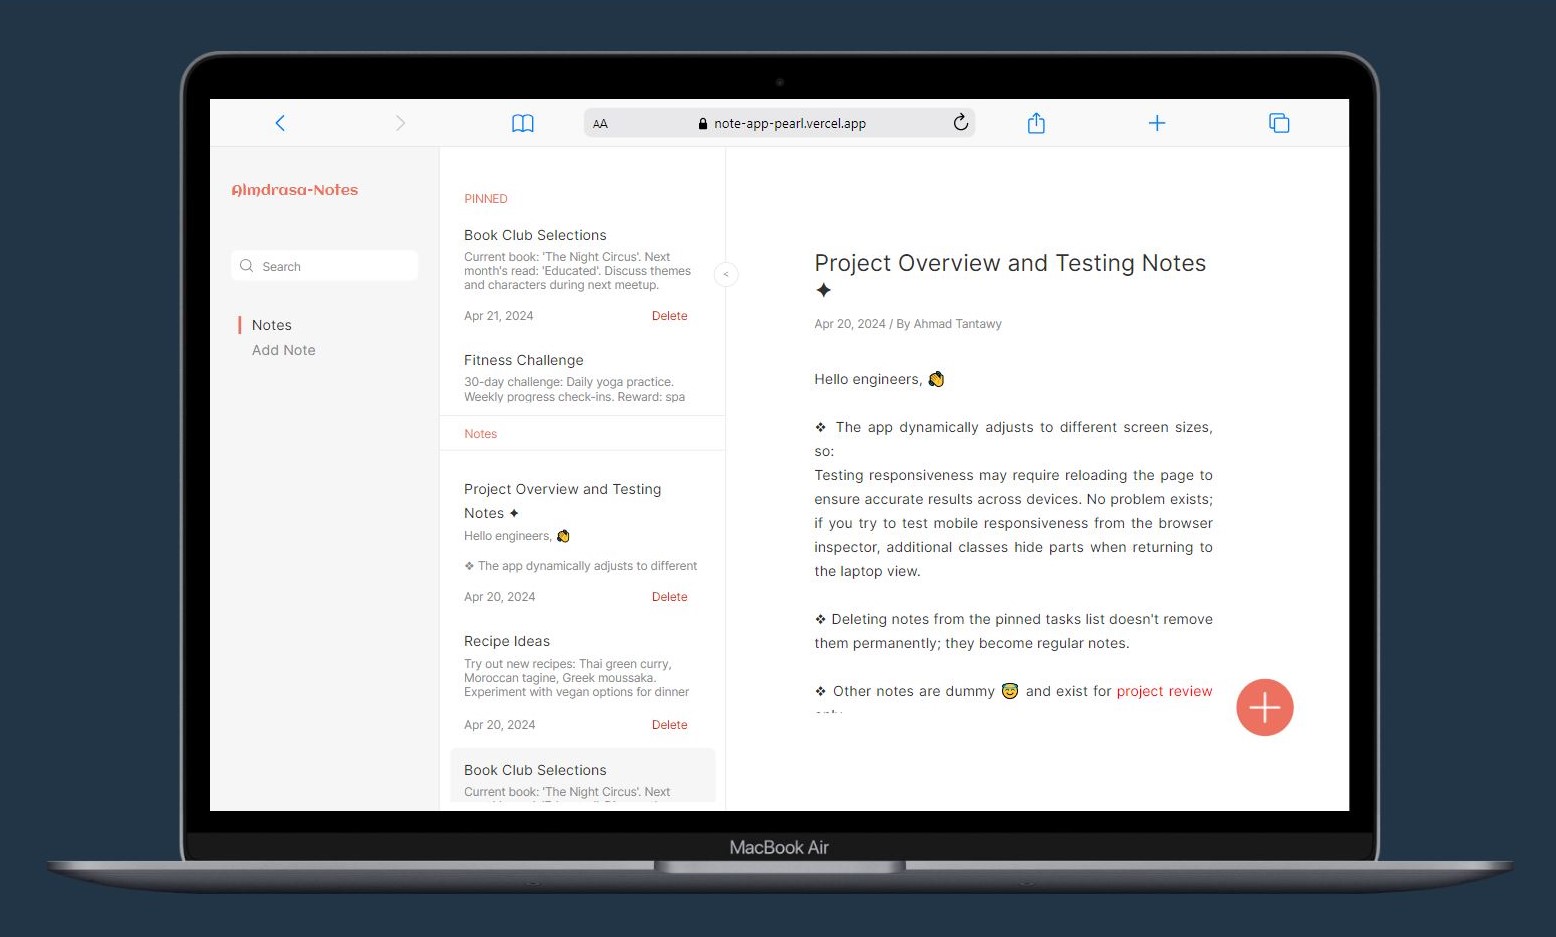 AA
note-app-pearl.vercel.app
Almdrasa-Notes
Search
Notes
Add Note
PINNED
Book Club Selections
Current book: 'The Night Circus'. Next
month's read: 'Educated'. Discuss themes
and characters during next meetup.
Apr 21, 2024 Delete
Fitness Challenge
30-day challenge: Daily yoga practice.
Weekly progress check-ins. Reward: spa
Notes
Project Overview and Testing
Notes ✦
Hello engineers, 👏
❖ The app dynamically adjusts to different
Apr 20, 2024 Delete
Recipe Ideas
Try out new recipes: Thai green curry,
Moroccan tagine, Greek moussaka.
Experiment with vegan options for dinner
Apr 20, 2024 Delete
Book Club Selections
Current book: 'The Night Circus'. Next
<
Project Overview and Testing Notes
✦
Apr 20, 2024 / By Ahmad Tantawy
Hello engineers, 👏
❖ The app dynamically adjusts to different screen sizes,
so:
Testing responsiveness may require reloading the page to
ensure accurate results across devices. No problem exists;
if you try to test mobile responsiveness from the browser
inspector, additional classes hide parts when returning to
the laptop view.
❖ Deleting notes from the pinned tasks list doesn't remove
them permanently; they become regular notes.
❖ Other notes are dummy 😇 and exist for project review
MacBook Air